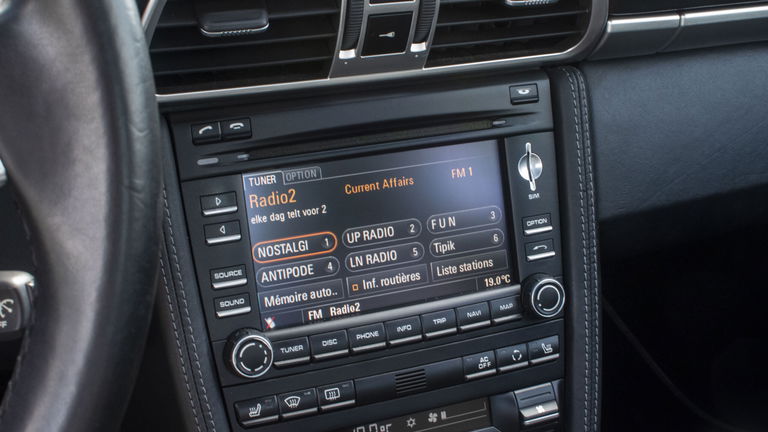 TUNER OPTION
Radio2 Current Affairs FM 1
elke dag telt voor 2
NOSTALGI 1 UP RADIO 2 F U N 3
ANTIPODE 4 LN RADIO 5 Tipik 6
Mémoire auto.. Inf. routières Liste stations
FM Radio2 19.0°C
SIM
OPTION
SOURCE
SOUND
TUNER DISC PHONE INFO TRIP NAVI MAP
AC OFF